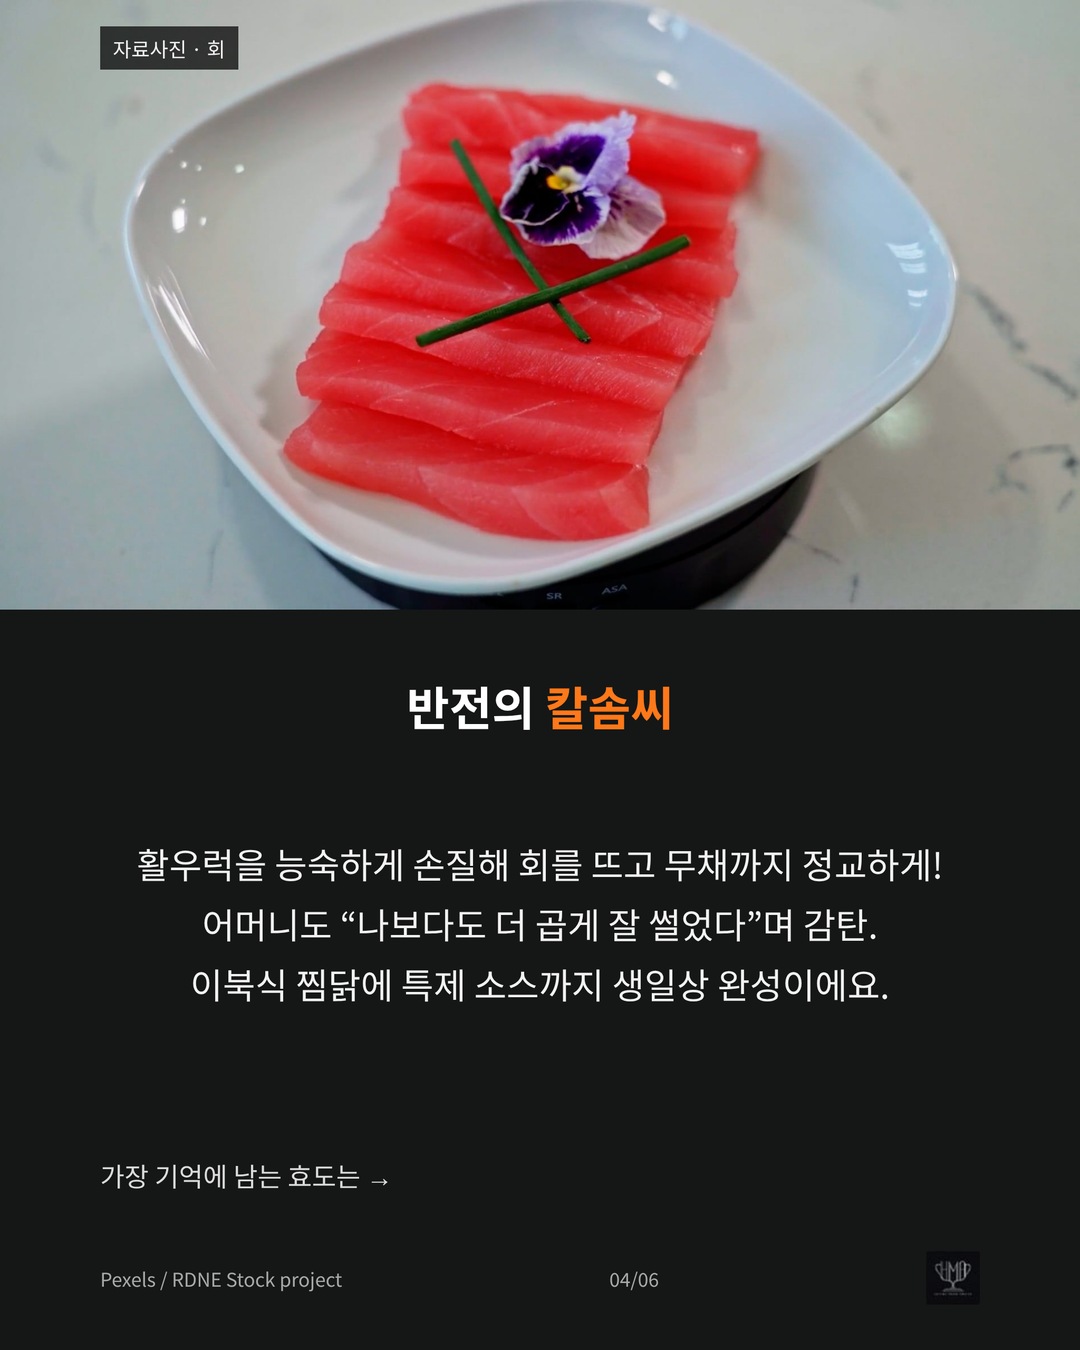 자료사진 · 회
SR ASA
반전의 칼솜씨
활우럭을 능숙하게 손질해 회를 뜨고 무채까지 정교하게!
어머니도 “나보다도 더 곱게 잘 썰었다”며 감탄.
이북식 찜닭에 특제 소스까지 생일상 완성이에요.
가장 기억에 남는 효도는 →
Pexels / RDNE Stock project
04/06